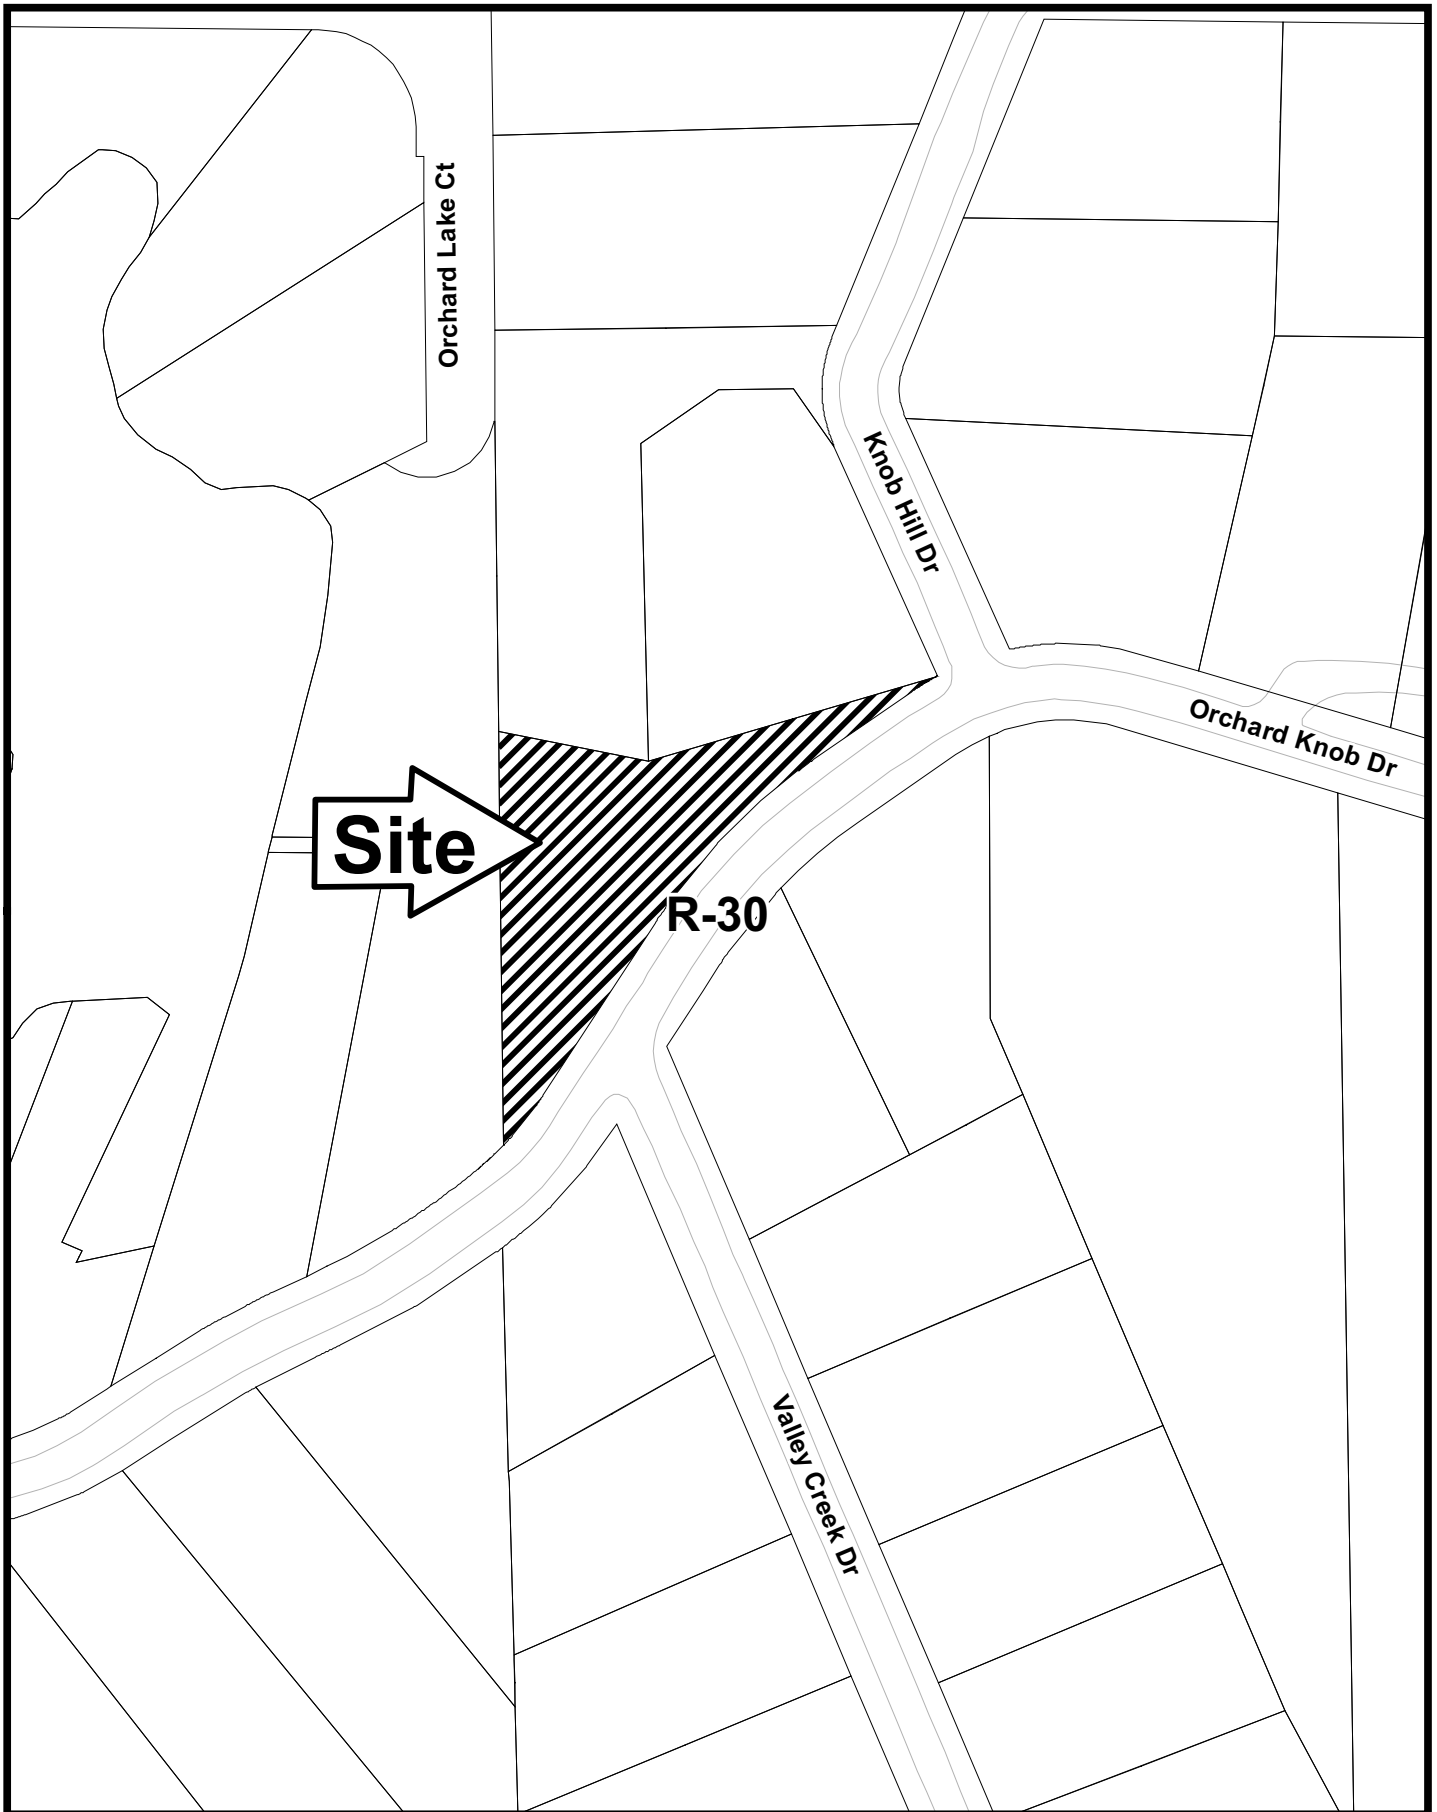 Orchard Lake Ct
Knob Hill Dr
Orchard Knob Dr
Site
R-30
Valley Creek Dr